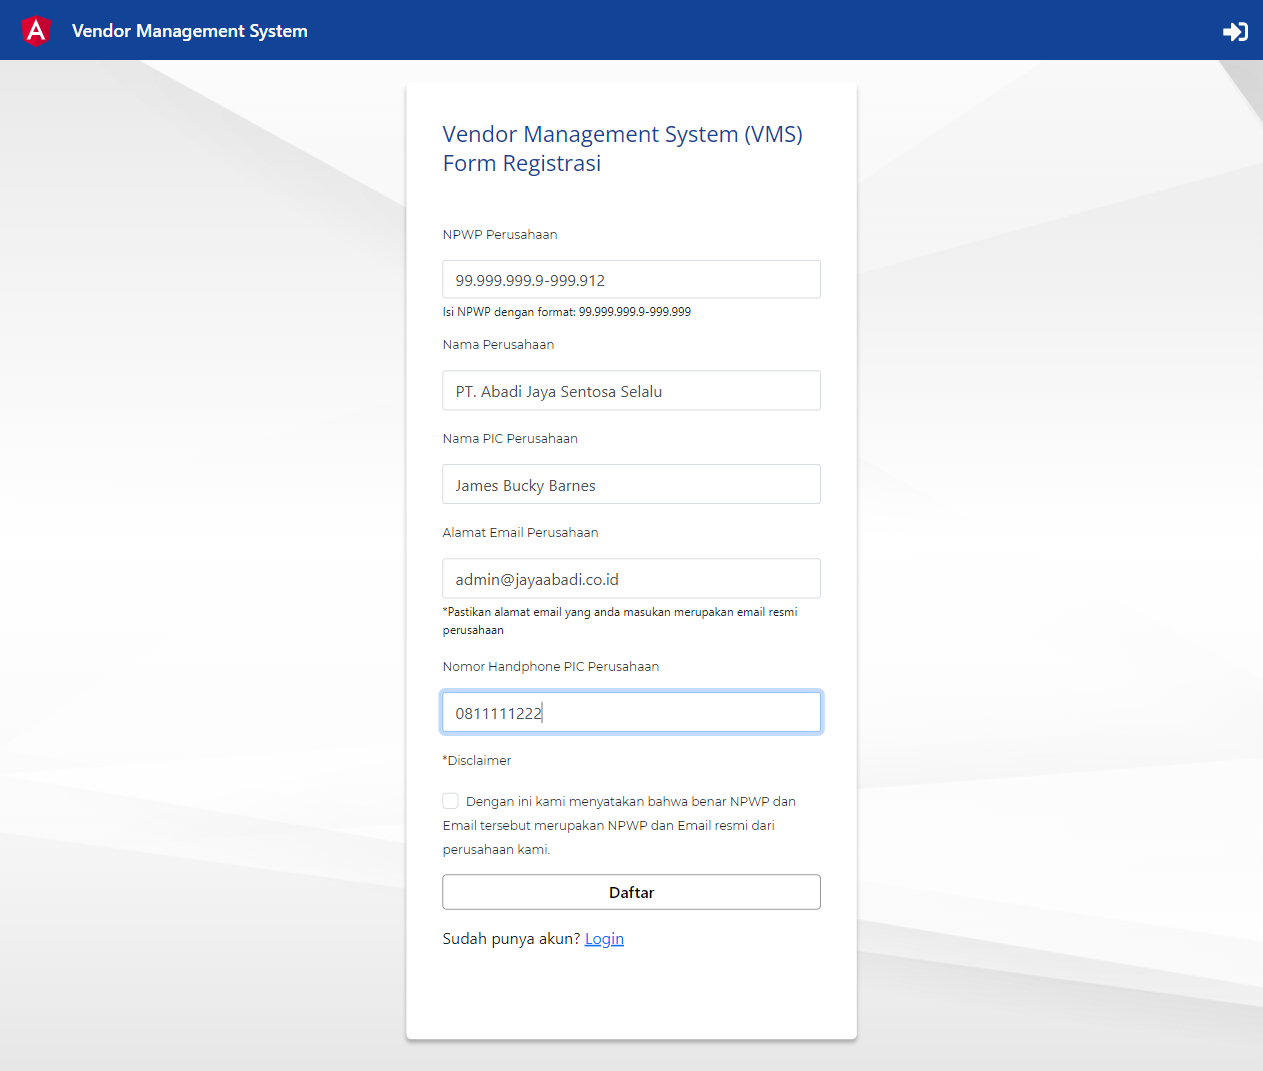 Vendor Management System
Vendor Management System (VMS)
Form Registrasi
NPWP Perusahaan
99.999.999.9-999.912
Isi NPWP dengan format: 99.999.999.9-999.999
Nama Perusahaan
PT. Abadi Jaya Sentosa Selalu
Nama PIC Perusahaan
James Bucky Barnes
Alamat Email Perusahaan
admin@jayaabadi.co.id
*Pastikan alamat email yang anda masukan merupakan email resmi
perusahaan
Nomor Handphone PIC Perusahaan
0811111222
*Disclaimer
Dengan ini kami menyatakan bahwa benar NPWP dan
Email tersebut merupakan NPWP dan Email resmi dari
perusahaan kami.
Daftar
Sudah punya akun? Login